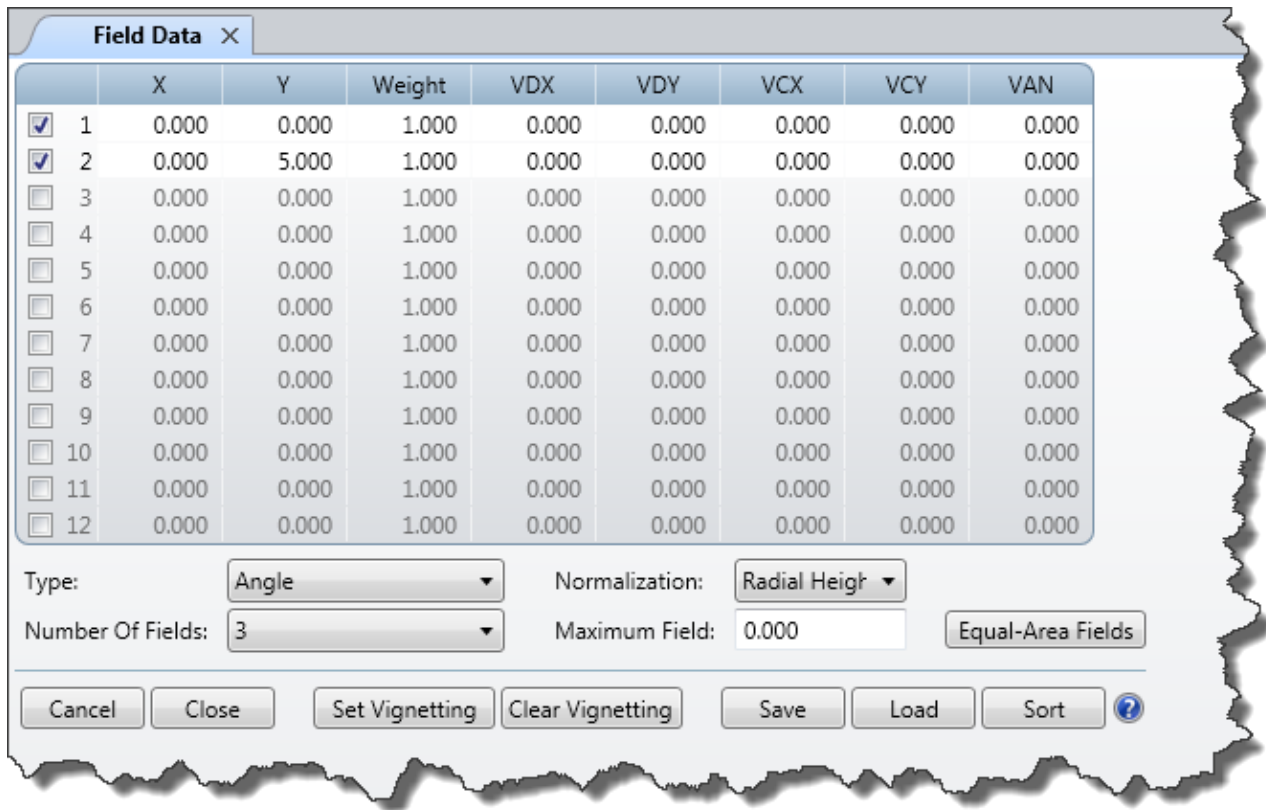 Field Data
X Y Weight VDX VDY VCX VCY VAN
1 0.000 0.000 1.000 0.000 0.000 0.000 0.000 0.000
2 0.000 5.000 1.000 0.000 0.000 0.000 0.000 0.000
3 0.000 0.000 1.000 0.000 0.000 0.000 0.000 0.000
4 0.000 0.000 1.000 0.000 0.000 0.000 0.000 0.000
5 0.000 0.000 1.000 0.000 0.000 0.000 0.000 0.000
6 0.000 0.000 1.000 0.000 0.000 0.000 0.000 0.000
7 0.000 0.000 1.000 0.000 0.000 0.000 0.000 0.000
8 0.000 0.000 1.000 0.000 0.000 0.000 0.000 0.000
9 0.000 0.000 1.000 0.000 0.000 0.000 0.000 0.000
10 0.000 0.000 1.000 0.000 0.000 0.000 0.000 0.000
11 0.000 0.000 1.000 0.000 0.000 0.000 0.000 0.000
12 0.000 0.000 1.000 0.000 0.000 0.000 0.000 0.000
Type: Angle Normalization: Radial Heigh
Number Of Fields: 3 Maximum Field: 0.000 Equal-Area Fields
Cancel Close Set Vignetting Clear Vignetting Save Load Sort ?